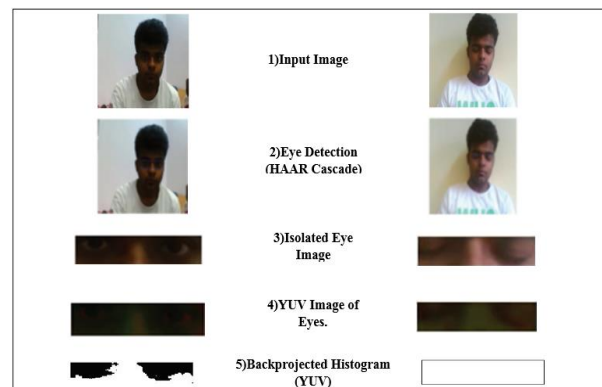 1)Input Image
2)Eye Detection
(HAAR Cascade)
3)Isolated Eye
Image
4)YUV Image of
Eyes.
5)Backprojected Histogram
(YUV)